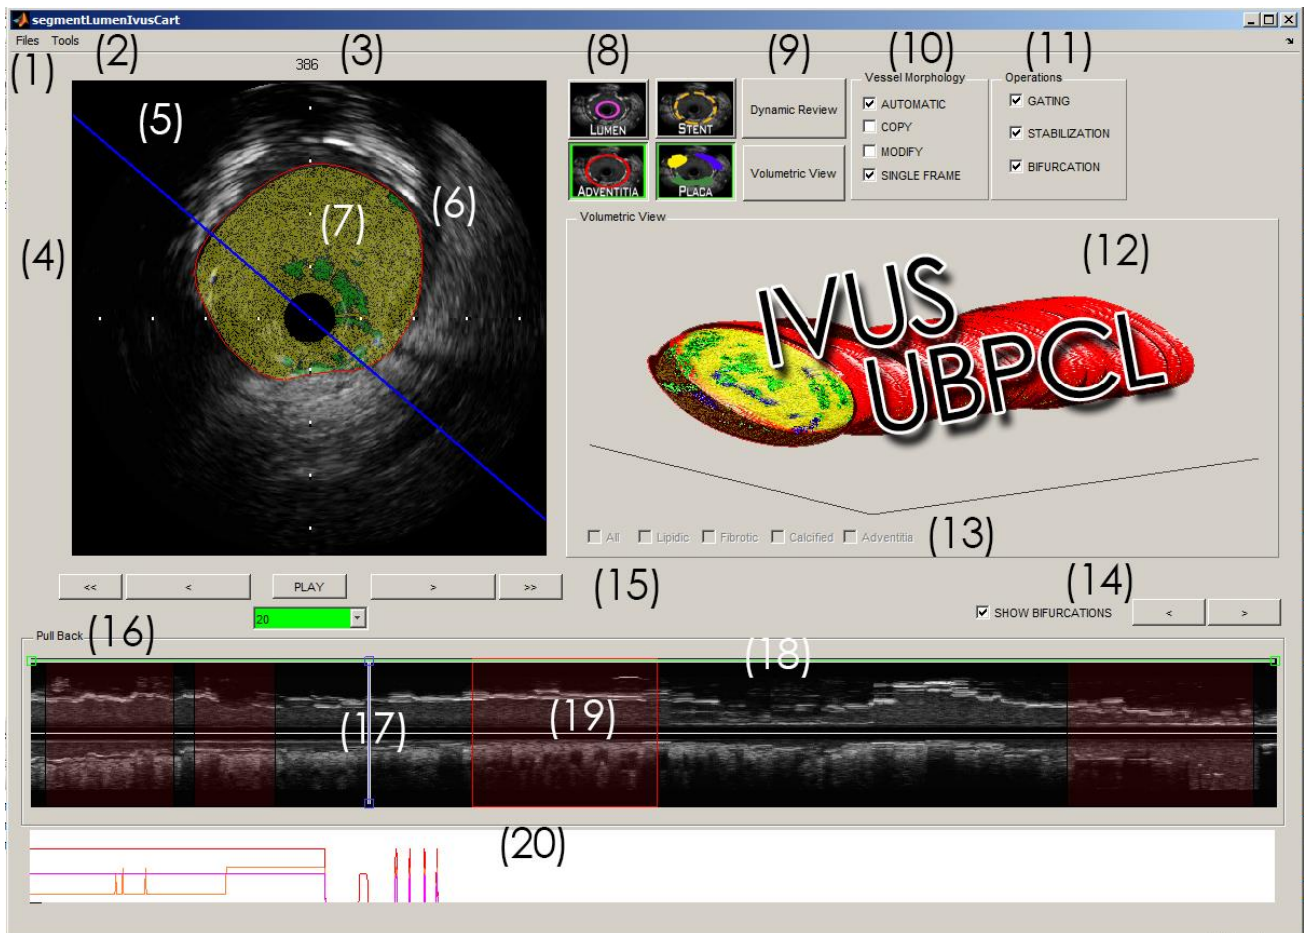 segmentLumenIvusCart
Files Tools
(1)
(2)
386
(3)
(4)
(5)
(6)
(7)
(8)
(9)
(10)
(11)
LUMEN
STENT
ADVENTITIA
PLACA
Dynamic Review
Volumetric View
Vessel Morphology
AUTOMATIC
COPY
MODIFY
SINGLE FRAME
Operations
GATING
STABILIZATION
BIFURCATION
Volumetric View
(12)
IVUS
UBPCL
All Lipidic Fibrotic Calcified Adventitia
(13)
<< < PLAY > >>
(15)
(14)
20
SHOW BIFURCATIONS < >
Pull Back
(16)
(17)
(18)
(19)
(20)